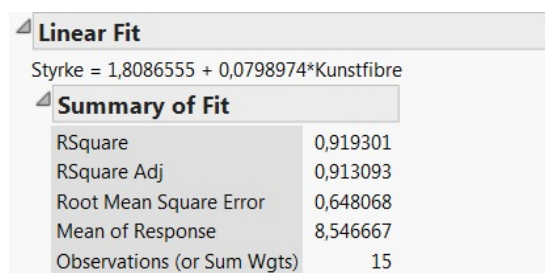 Linear Fit
Styrke = 1,8086555 + 0,0798974*Kunstfibre
Summary of Fit
RSquare 0,919301
RSquare Adj 0,913093
Root Mean Square Error 0,648068
Mean of Response 8,546667
Observations (or Sum Wgts) 15